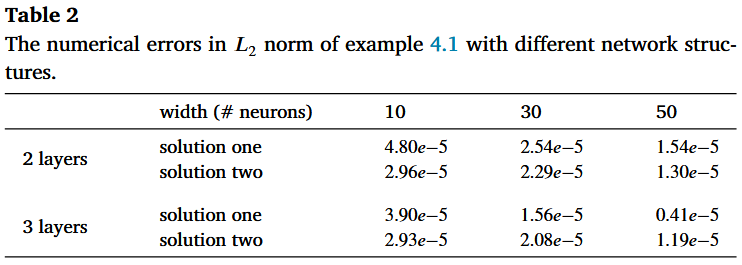 Table 2
The numerical errors in L₂ norm of example 4.1 with different network struc-
tures.
width (# neurons) 10 30 50
2 layers
solution one 4.80e−5 2.54e−5 1.54e−5
solution two 2.96e−5 2.29e−5 1.30e−5
3 layers
solution one 3.90e−5 1.56e−5 0.41e−5
solution two 2.93e−5 2.08e−5 1.19e−5